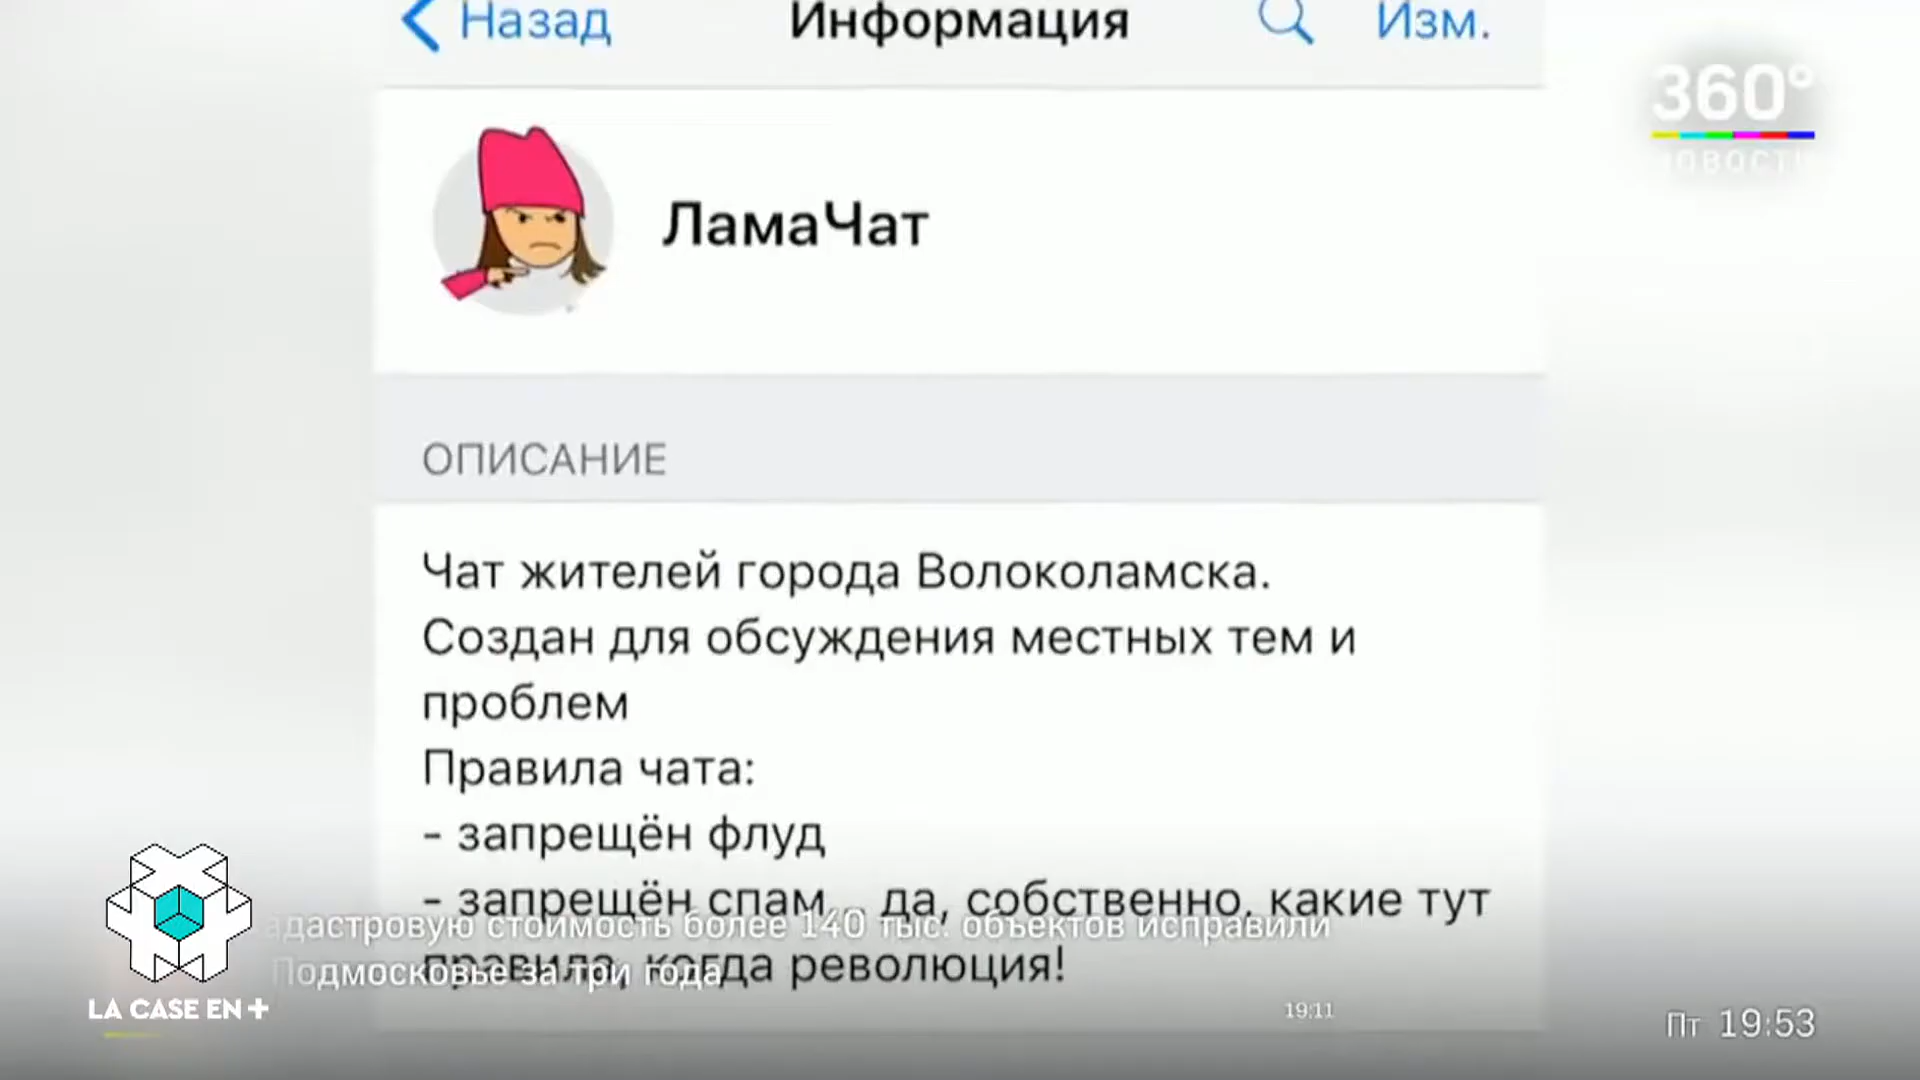 Назад Информация Изм.
360°
НОВОСТИ
ЛамаЧат
ОПИСАНИЕ
Чат жителей города Волоколамска.
Создан для обсуждения местных тем и
проблем
Правила чата:
- запрещён флуд
- запрещён спам... да, собственно, какие тут
правила, когда революция!
адастровую стоимость более 140 тыс. объектов исправили
Подмосковье за три года
19:11
LA CASE EN +
Пт 19:53